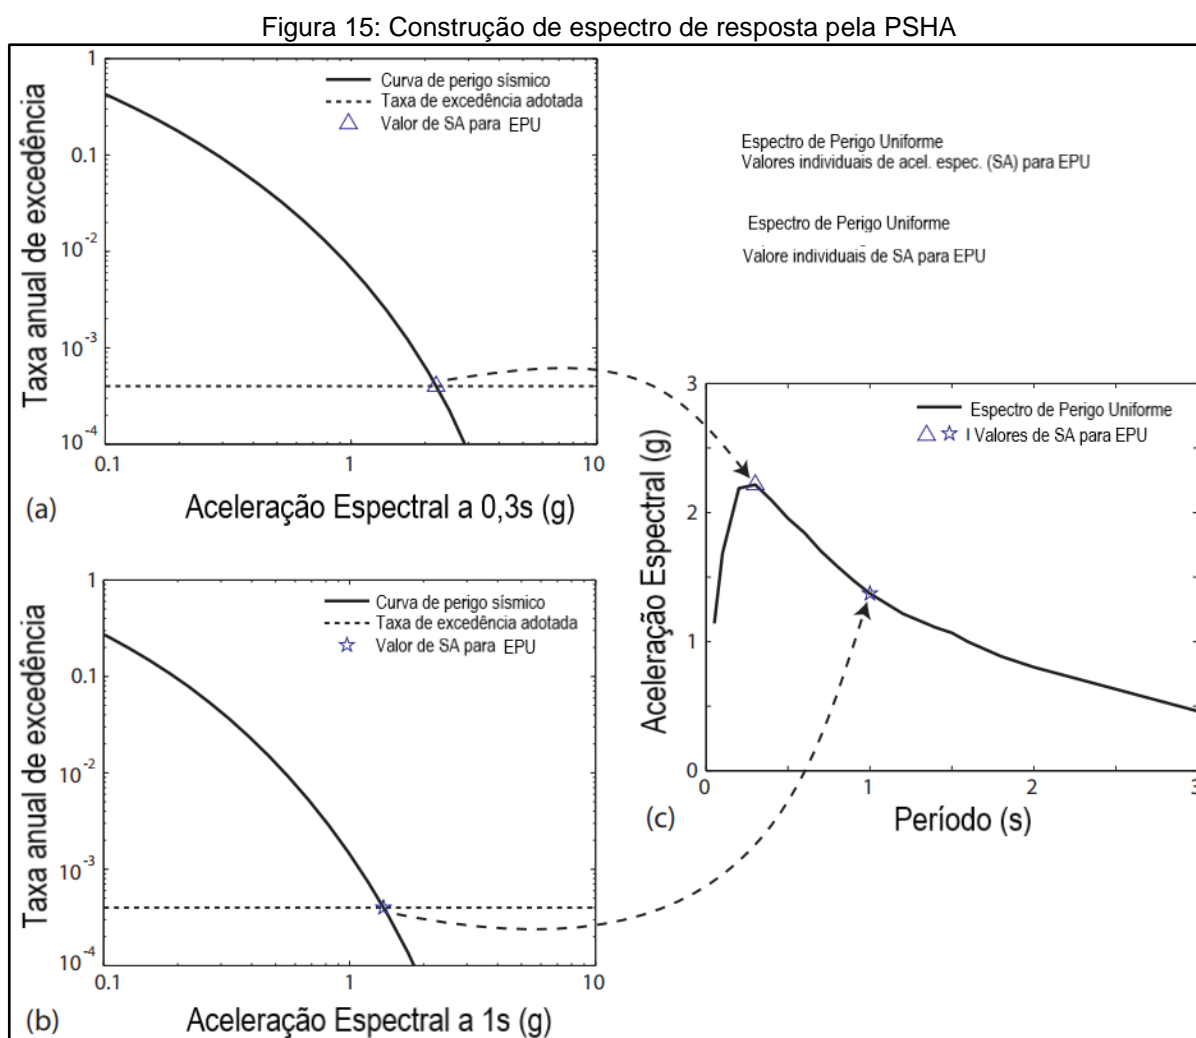 Figura 15: Construção de espectro de resposta pela PSHA
1
0.1
10-2
10-3
10-4
Taxa anual de excedência
Curva de perigo sísmico
Taxa de excedência adotada
Valor de SA para EPU
0.1
1
10
(a)
Aceleração Espectral a 0,3s (g)
Espectro de Perigo Uniforme
Valores individuais de acel. espec. (SA) para EPU
Espectro de Perigo Uniforme
Valore individuais de SA para EPU
1
0.1
10-2
10-3
10-4
Taxa anual de excedência
Curva de perigo sísmico
Taxa de excedência adotada
Valor de SA para EPU
0.1
1
10
(b)
Aceleração Espectral a 1s (g)
3
2
1
0
Aceleração Espectral (g)
Espectro de Perigo Uniforme
I Valores de SA para EPU
0
1
2
3
(c)
Período (s)